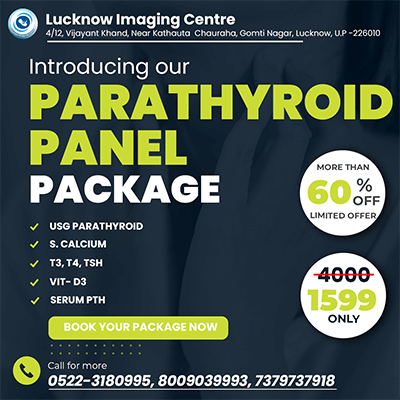 Lucknow Imaging Centre
4/12, Vijayant Khand, Near Kathauta Chauraha, Gomti Nagar, Lucknow, U.P -226010
Introducing our
PARATHYROID
PANEL
PACKAGE
MORE THAN
60% OFF
LIMITED OFFER
USG PARATHYROID
S. CALCIUM
T3, T4, TSH
VIT- D3
SERUM PTH
4000
1599
ONLY
BOOK YOUR PACKAGE NOW
Call for more
0522-3180995, 8009039993, 7379737918